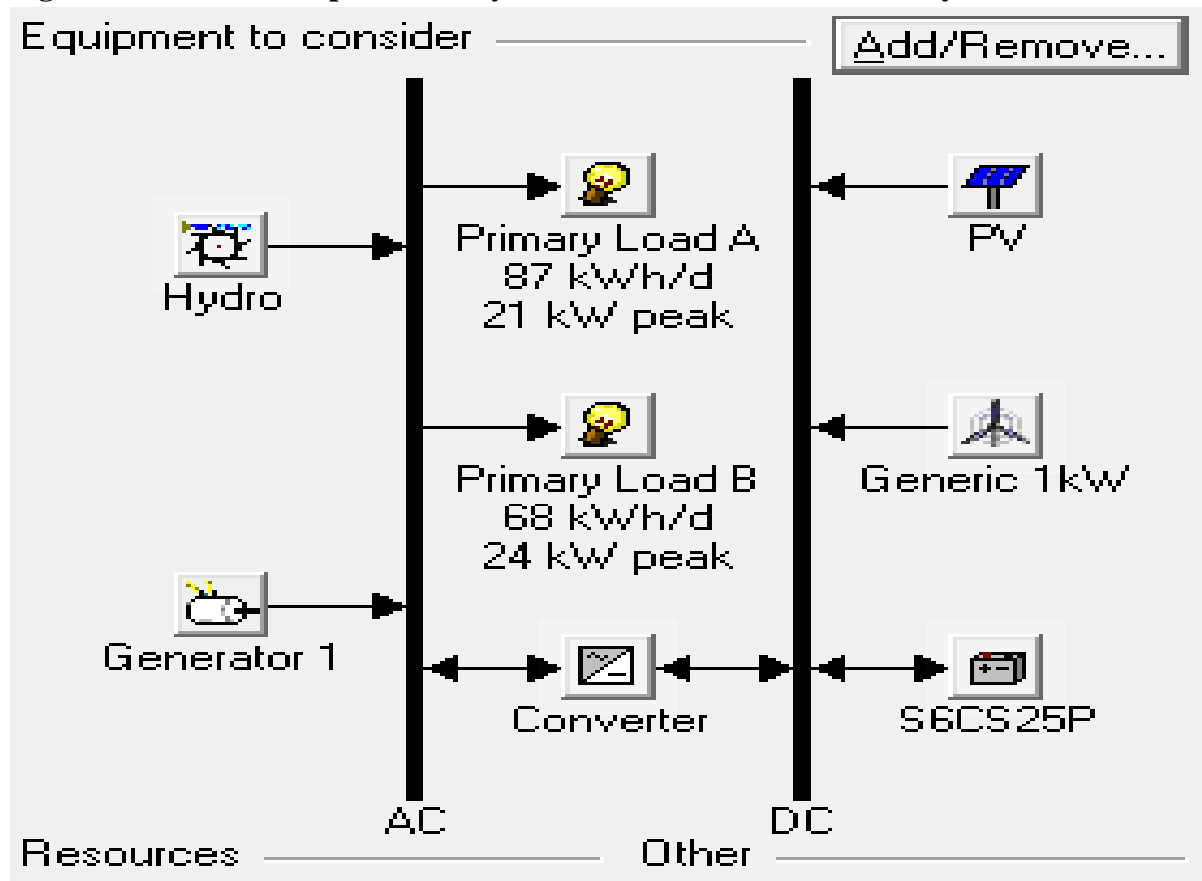 Equipment to consider
Add/Remove...
Hydro
Primary Load A
87 kWh/d
21 kW peak
PV
Primary Load B
68 kWh/d
24 kW peak
Generic 1kW
Generator 1
Converter
S6CS25P
AC
DC
Resources
Other